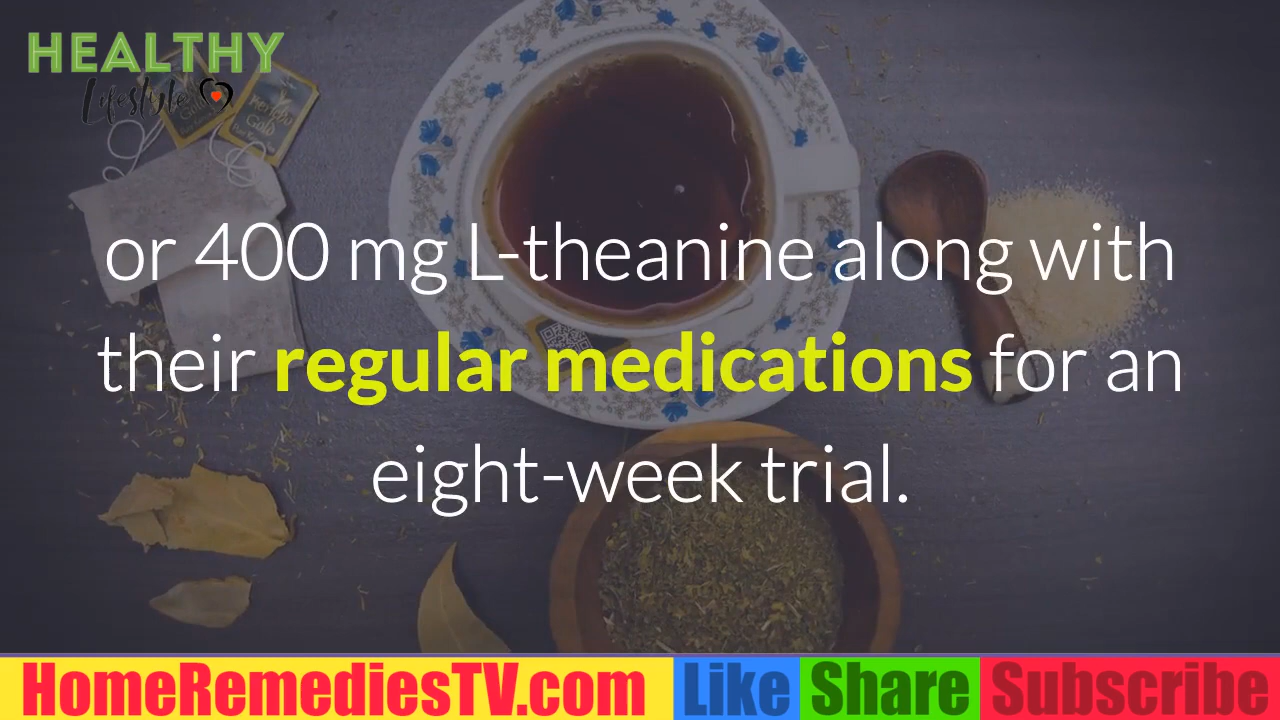 HEALTHY
Lifestyle
or 400 mg L-theanine along with
their regular medications for an
eight-week trial.
HomeRemediesTV.com Like Share Subscribe